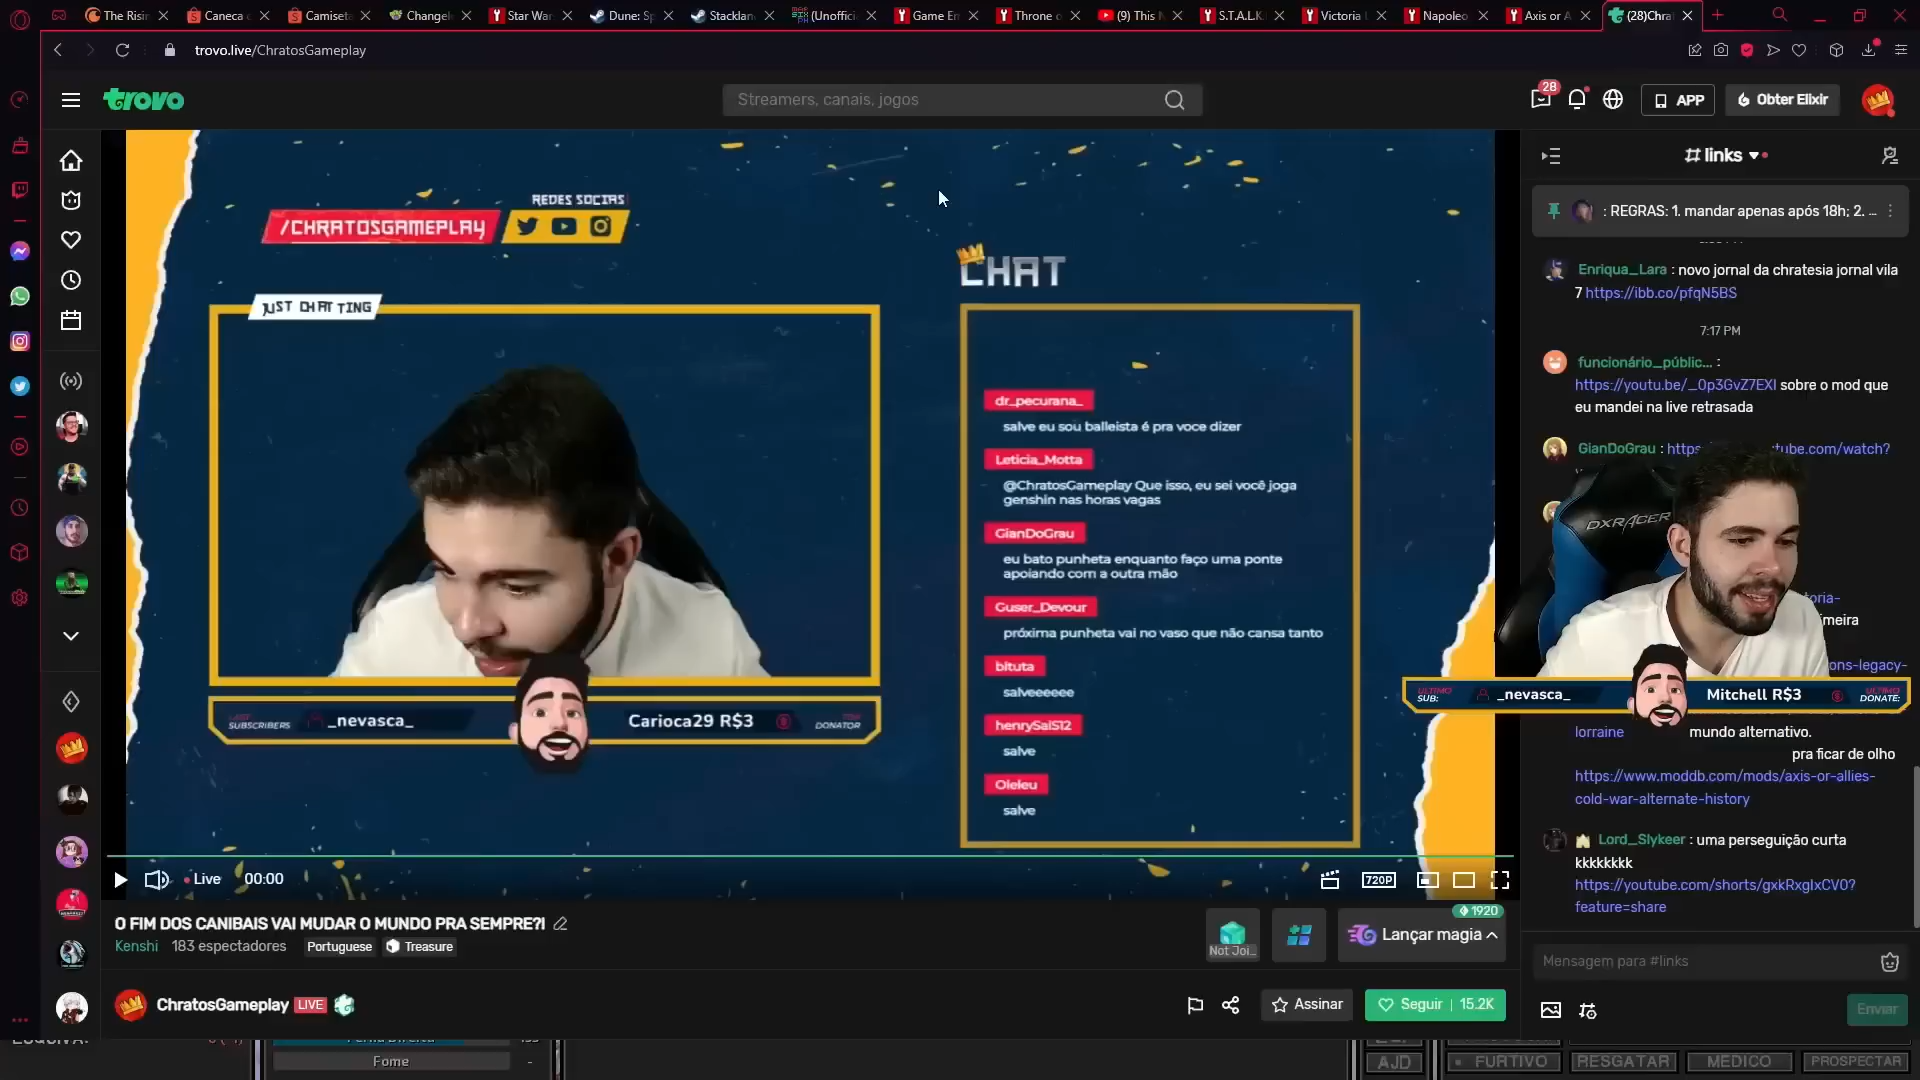 The Risin
Caneca
Camiseta
Changel
Star War
Dune: Sp
Stacklan
(Unoffici
Game En
Throne o
(9) This
S.T.A.L.K
Victoria
Napoleo
Axis or A
(28)Chra
trovo.live/ChratosGameplay
trovo
Streamers, canais, jogos
28
APP
Obter Elixir
/CHRATOSGAMEPLAY
REDES SOCIAS
JUST CHATTING
CHAT
dr_pecurana_
salve eu sou balleista é pra voce dizer
Leticia_Motta
@ChratosGameplay Que isso, eu sei você joga
genshin nas horas vagas
GianDoGrau
eu bato punheta enquanto faço uma ponte
apoiando com a outra mão
Guser_Devour
próxima punheta vai no vaso que não cansa tanto
bituta
salveeeeee
henrySalS12
salve
Oleleu
salve
SUBSCRIBERS
_nevasca_
Carioca29 R$3
DONATOR
Live
00:00
720P
O FIM DOS CANIBAIS VAI MUDAR O MUNDO PRA SEMPRE?!
Kenshi
183 espectadores
Portuguese
Treasure
Not Joi...
1920
Lançar magia
ChratosGameplay
LIVE
Assinar
Seguir
15.2K
# links
: REGRAS: 1. mandar apenas após 18h; 2. ...
Enriqua_Lara : novo jornal da chratesia jornal vila
7 https://ibb.co/pfqN5BS
7:17 PM
funcionário_públic... :
https://youtu.be/_0p3GvZ7EXI sobre o mod que
eu mandei na live retrasada
GianDoGrau : https: tube.com/watch?
DXRACER
toria-
imeira
ons-legacy-
ULTIMO
SUB:
_nevasca_
Mitchell R$3
ULTIMO
DONATE:
lorraine
mundo alternativo.
pra ficar de olho
https://www.moddb.com/mods/axis-or-allies-
cold-war-alternate-history
Lord_Slykeer : uma perseguição curta
kkkkkkkk
https://youtube.com/shorts/gxkRxgIxCV0?
feature=share
Mensagem para #links
Enviar
Fome
-
AJD
FURTIVO
RESGATAR
MEDICO
PROSPECTAR